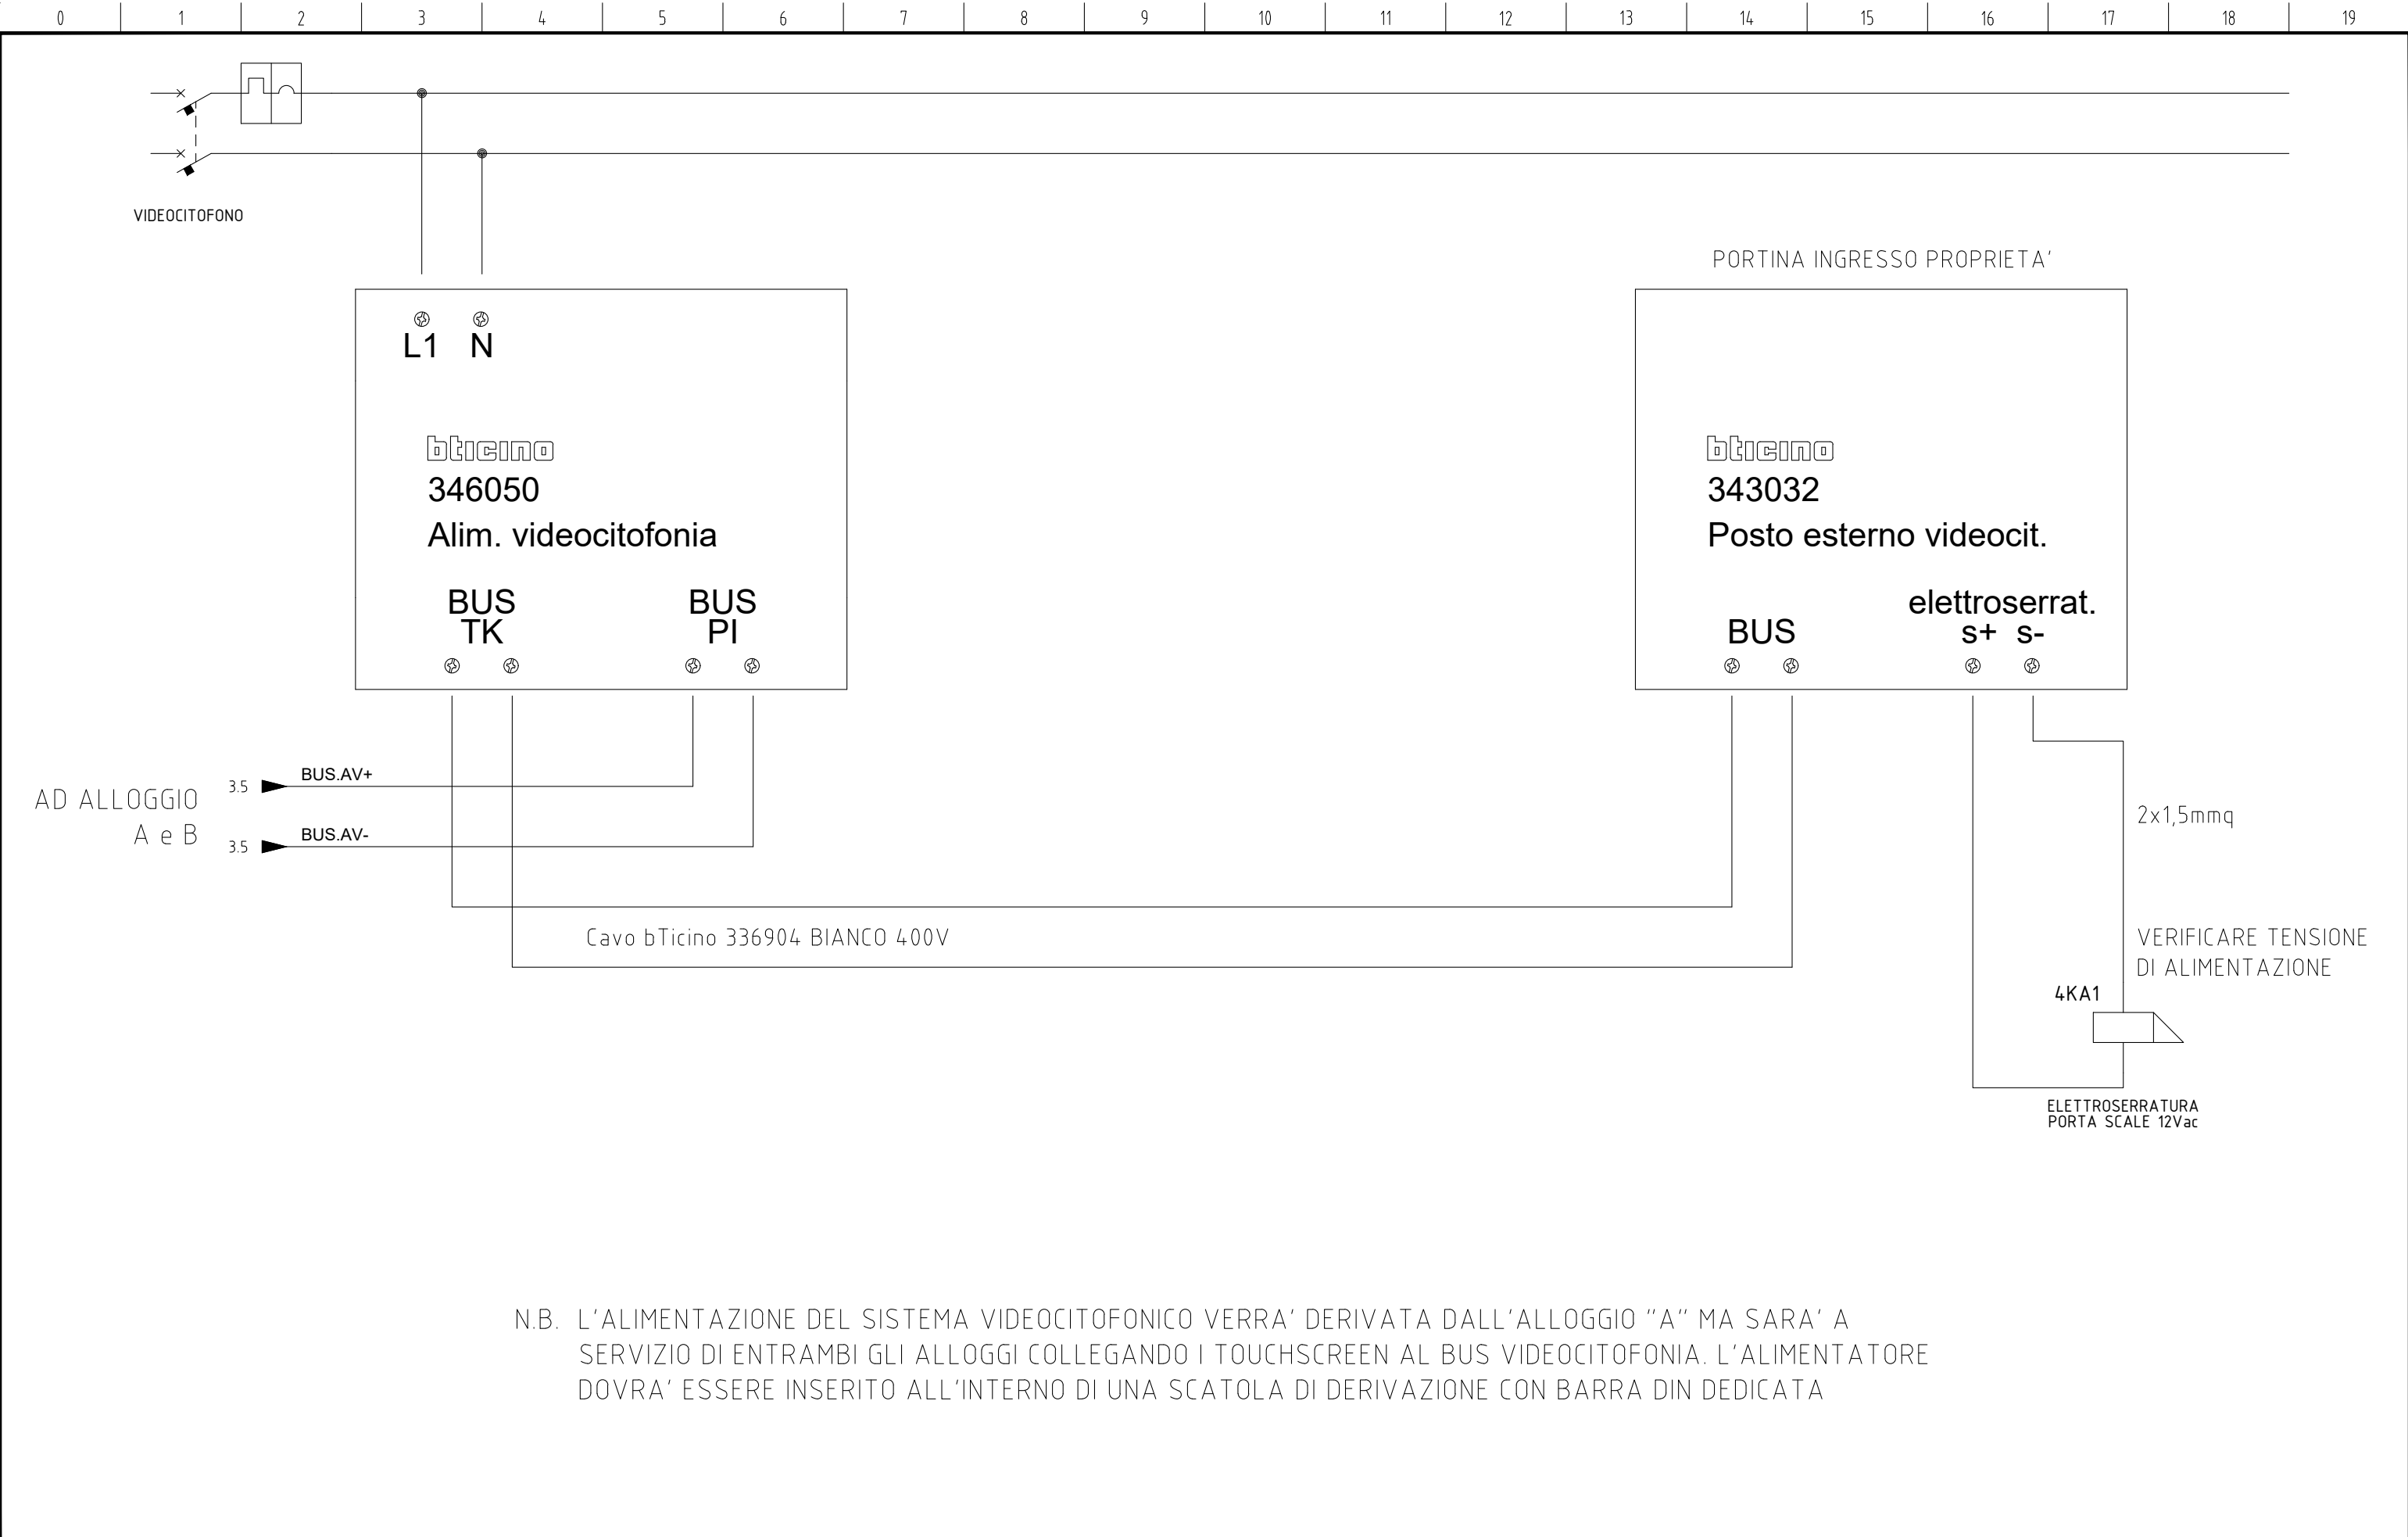 0 1 2 3 4 5 6 7 8 9 10 11 12 13 14 15 16 17 18 19
VIDEOCITOFONO
PORTINA INGRESSO PROPRIETA'
L1 N
bticino
346050
Alim. videocitofonia
BUS BUS
TK PI
bticino
343032
Posto esterno videocit.
elettroserrat.
BUS s+ s-
AD ALLOGGIO
A e B
3.5 BUS.AV+
3.5 BUS.AV-
2x1,5mmq
Cavo bTicino 336904 BIANCO 400V
VERIFICARE TENSIONE
DI ALIMENTAZIONE
4KA1
ELETTROSERRATURA
PORTA SCALE 12Vac
N.B. L'ALIMENTAZIONE DEL SISTEMA VIDEOCITOFONICO VERRA' DERIVATA DALL'ALLOGGIO "A" MA SARA' A
SERVIZIO DI ENTRAMBI GLI ALLOGGI COLLEGANDO I TOUCHSCREEN AL BUS VIDEOCITOFONIA. L'ALIMENTATORE
DOVRA' ESSERE INSERITO ALL'INTERNO DI UNA SCATOLA DI DERIVAZIONE CON BARRA DIN DEDICATA